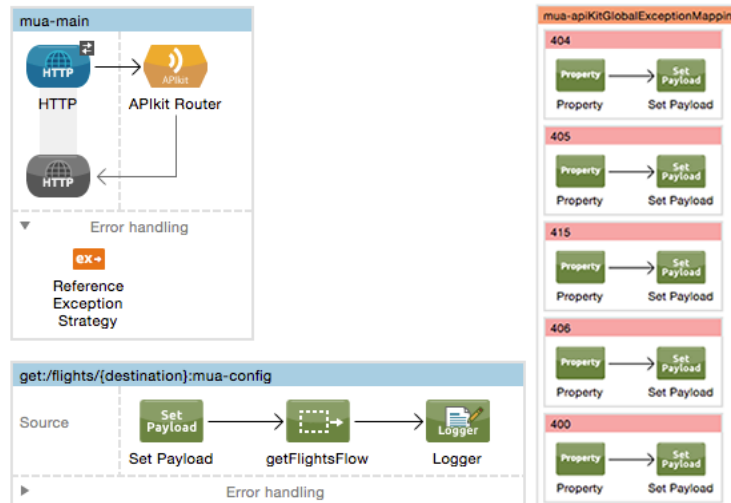 mua-main
HTTP
APIkit
HTTP
APIkit Router
HTTP
Error handling
ex
Reference
Exception
Strategy
get:/flights/{destination}:mua-config
Source
Set
Payload
Logger
Set Payload
getFlightsFlow
Logger
Error handling
mua-apiKitGlobalExceptionMappin
404
Property
Set
Payload
Property
Set Payload
405
Property
Set
Payload
Property
Set Payload
415
Property
Set
Payload
Property
Set Payload
406
Property
Set
Payload
Property
Set Payload
400
Property
Set
Payload
Property
Set Payload